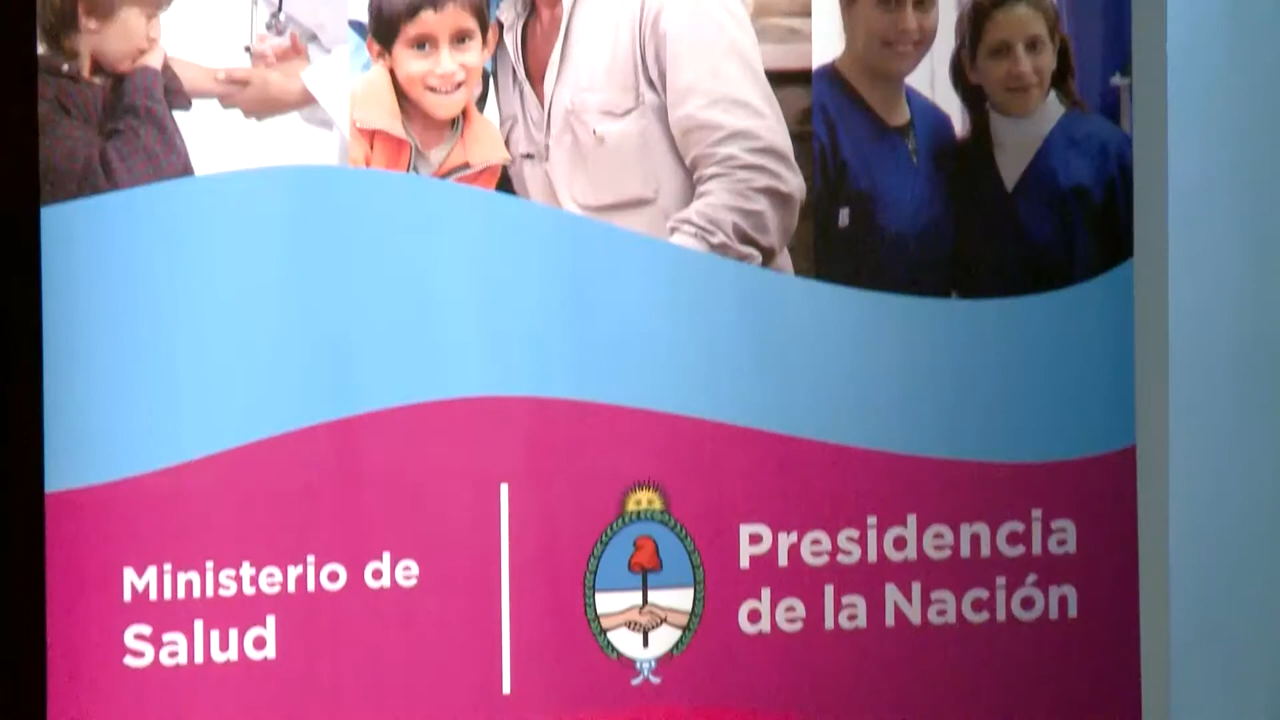 Ministerio de
Salud
Presidencia
de la Nación